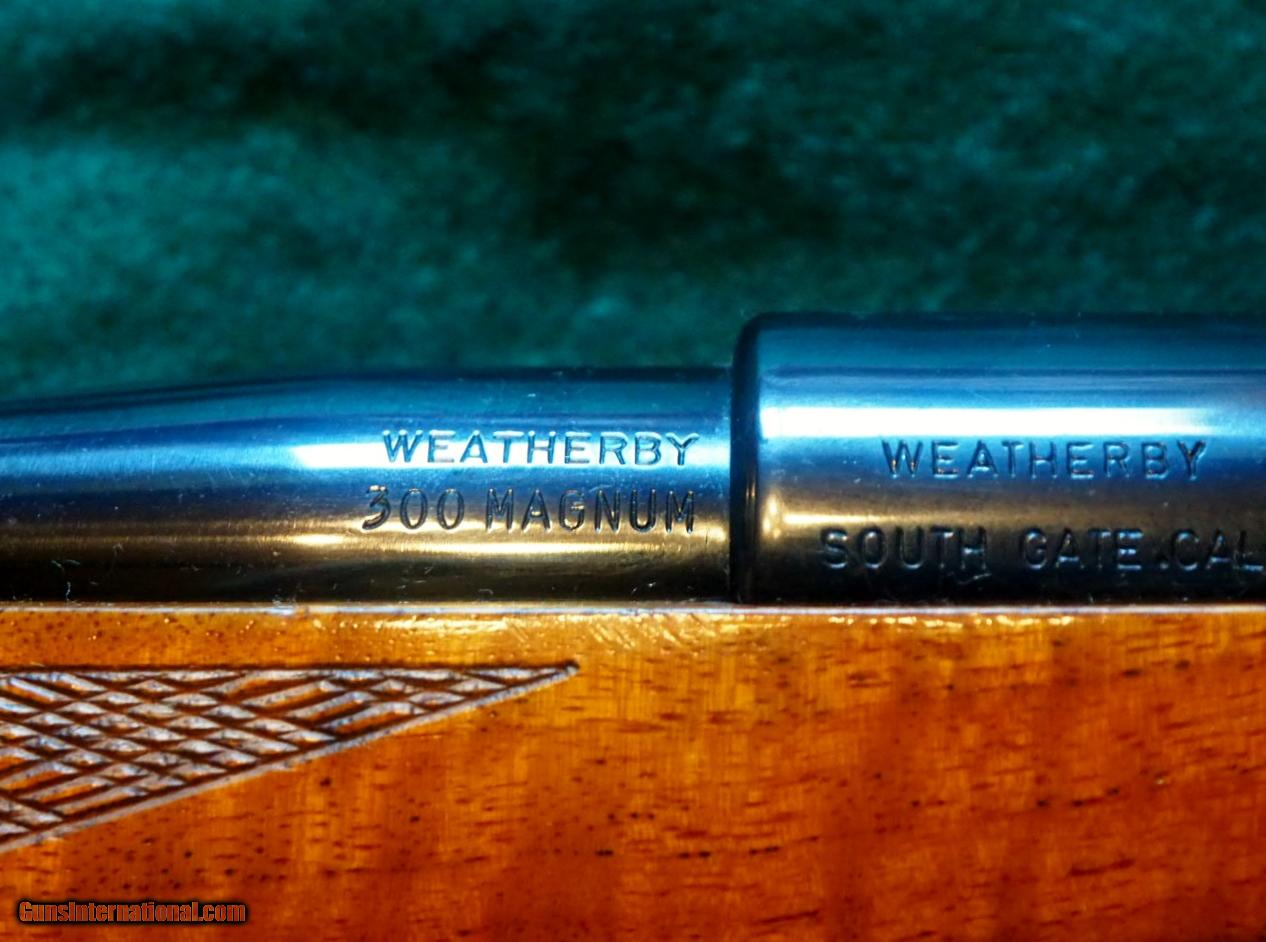 WEATHERBY
300 MAGNUM
WEATHERBY
SOUTH GATE.CAL
GunsInternational.com